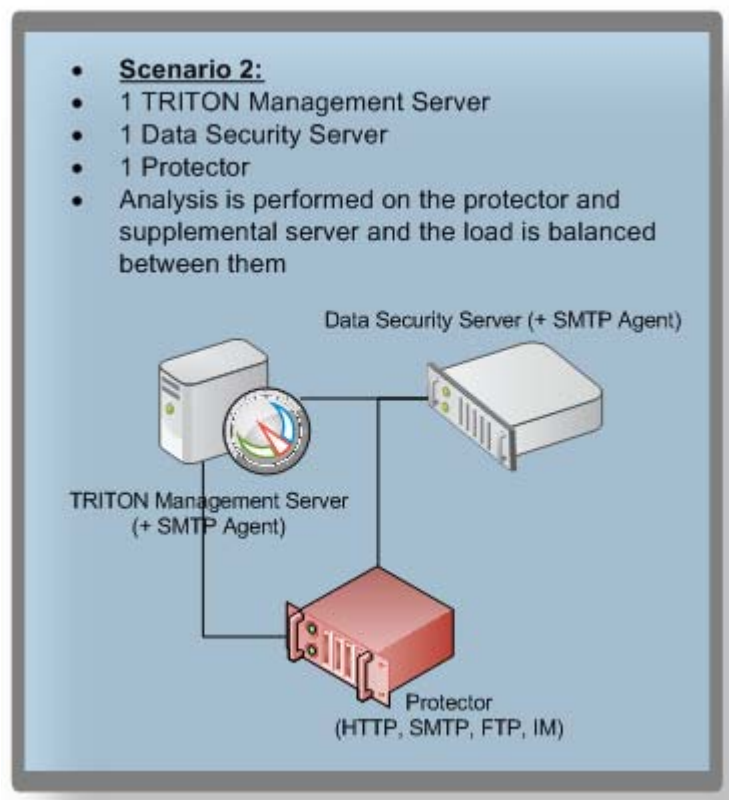 • Scenario 2:
• 1 TRITON Management Server
• 1 Data Security Server
• 1 Protector
• Analysis is performed on the protector and
supplemental server and the load is balanced
between them
Data Security Server (+ SMTP Agent)
TRITON Management Server
(+ SMTP Agent)
Protector
(HTTP, SMTP, FTP, IM)